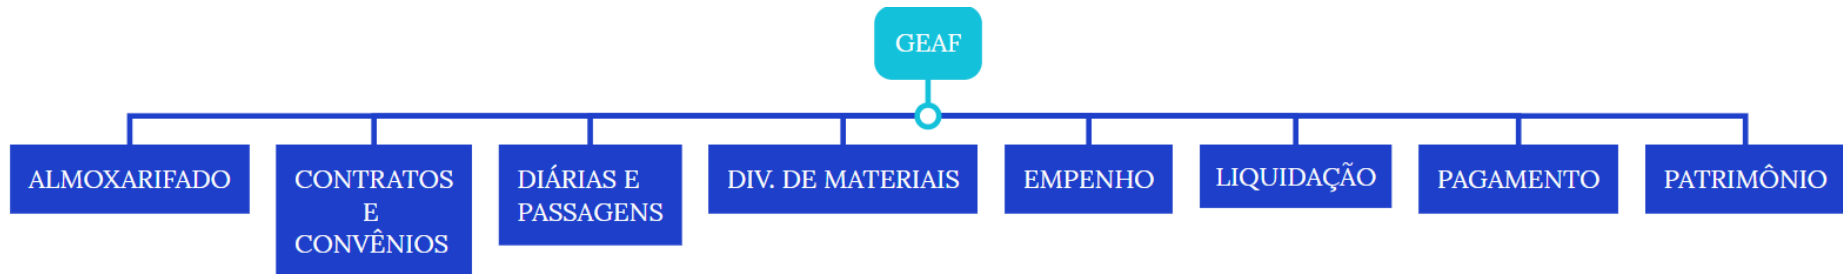 GEAF
ALMOXARIFADO
CONTRATOS
E
CONVÊNIOS
DIÁRIAS E
PASSAGENS
DIV. DE MATERIAIS
EMPENHO
LIQUIDAÇÃO
PAGAMENTO
PATRIMÔNIO